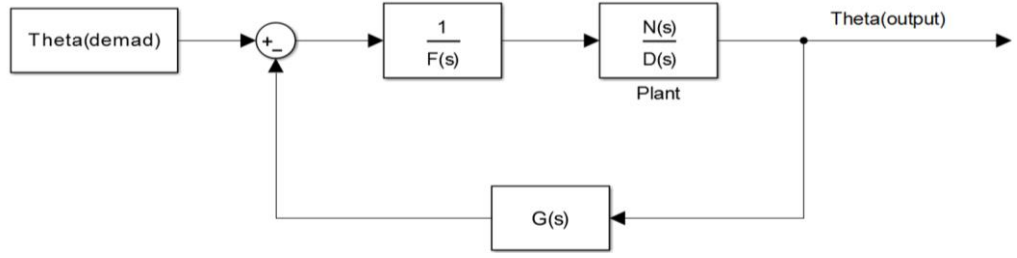 Theta(demad)
+
−
1
F(s)
N(s)
D(s)
Plant
Theta(output)
G(s)